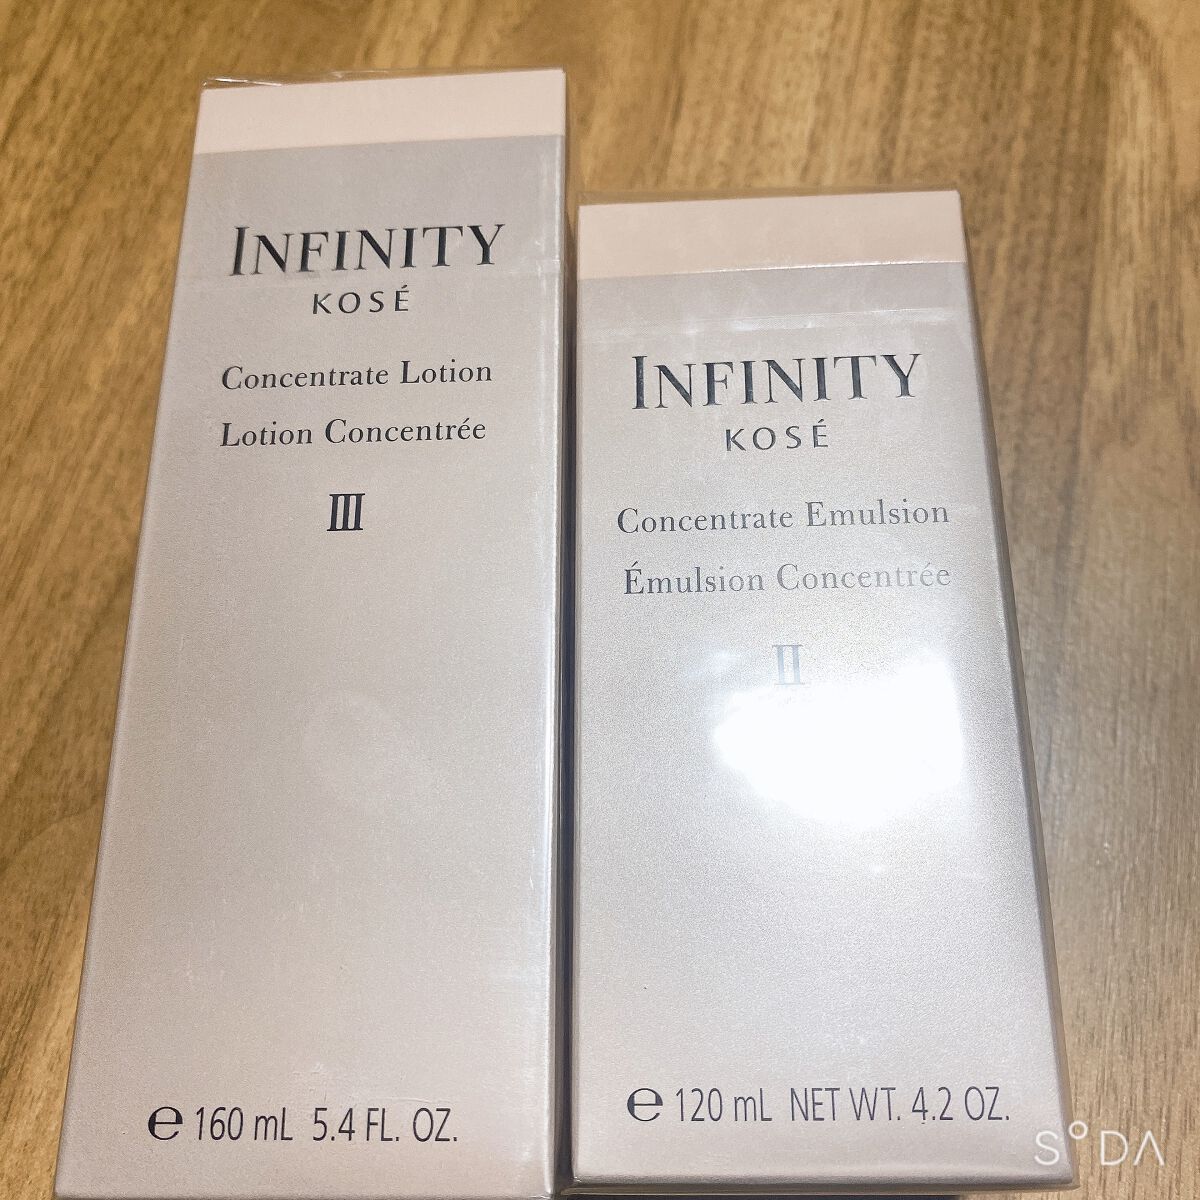 INFINITY
KOSÉ
Concentrate Lotion
Lotion Concentrée
III
e 160 mL 5.4 FL. OZ.
INFINITY
KOSÉ
Concentrate Emulsion
Émulsion Concentrée
II
e 120 mL NET WT. 4.2 OZ.
SODA